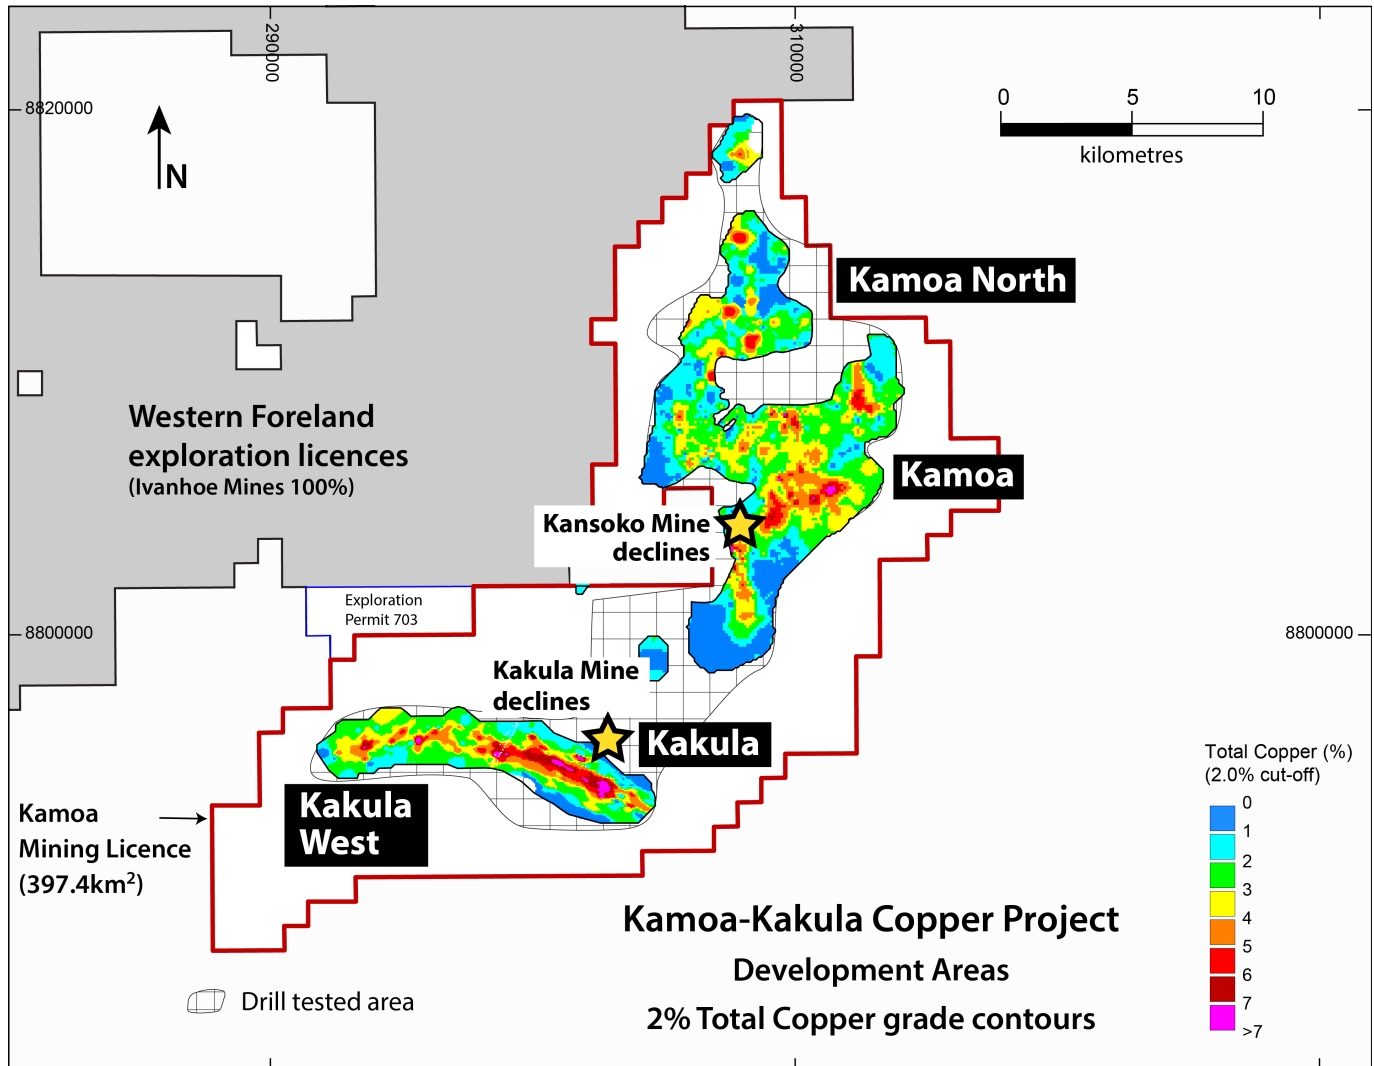 290000
310000
8820000
0 5 10
kilometres
N
Kamoa North
Western Foreland
exploration licences
(Ivanhoe Mines 100%)
Kamoa
Kansoko Mine
declines
Exploration
Permit 703
8800000
8800000
Kakula Mine
declines
Kakula
Kakula
West
Kamoa
Mining Licence
(397.4km²)
Total Copper (%)
(2.0% cut-off)
0
1
2
3
4
5
6
7
>7
Kamoa-Kakula Copper Project
Development Areas
2% Total Copper grade contours
Drill tested area